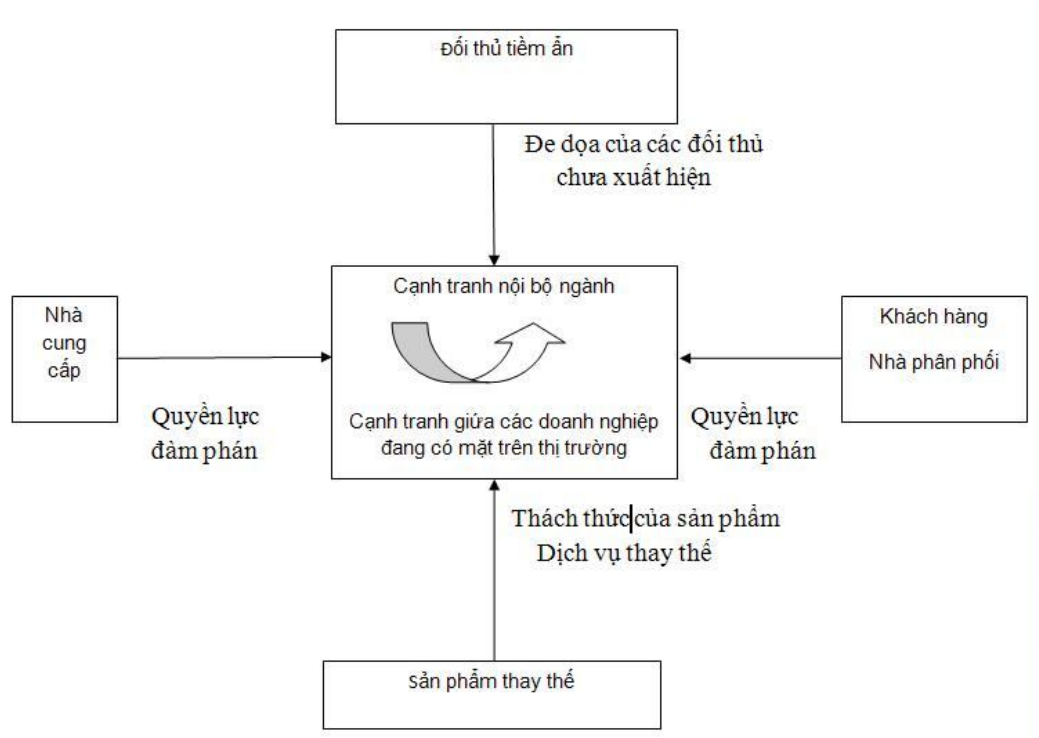 Đối thủ tiềm ẩn
Đe dọa của các đối thủ
chưa xuất hiện
Cạnh tranh nội bộ ngành
Nhà
cung
cấp
Khách hàng
Nhà phân phối
Quyền lực
đàm phán
Cạnh tranh giữa các doanh nghiệp
đang có mặt trên thị trường
Quyền lực
đàm phán
Thách thức của sản phẩm
Dịch vụ thay thế
Sản phẩm thay thế